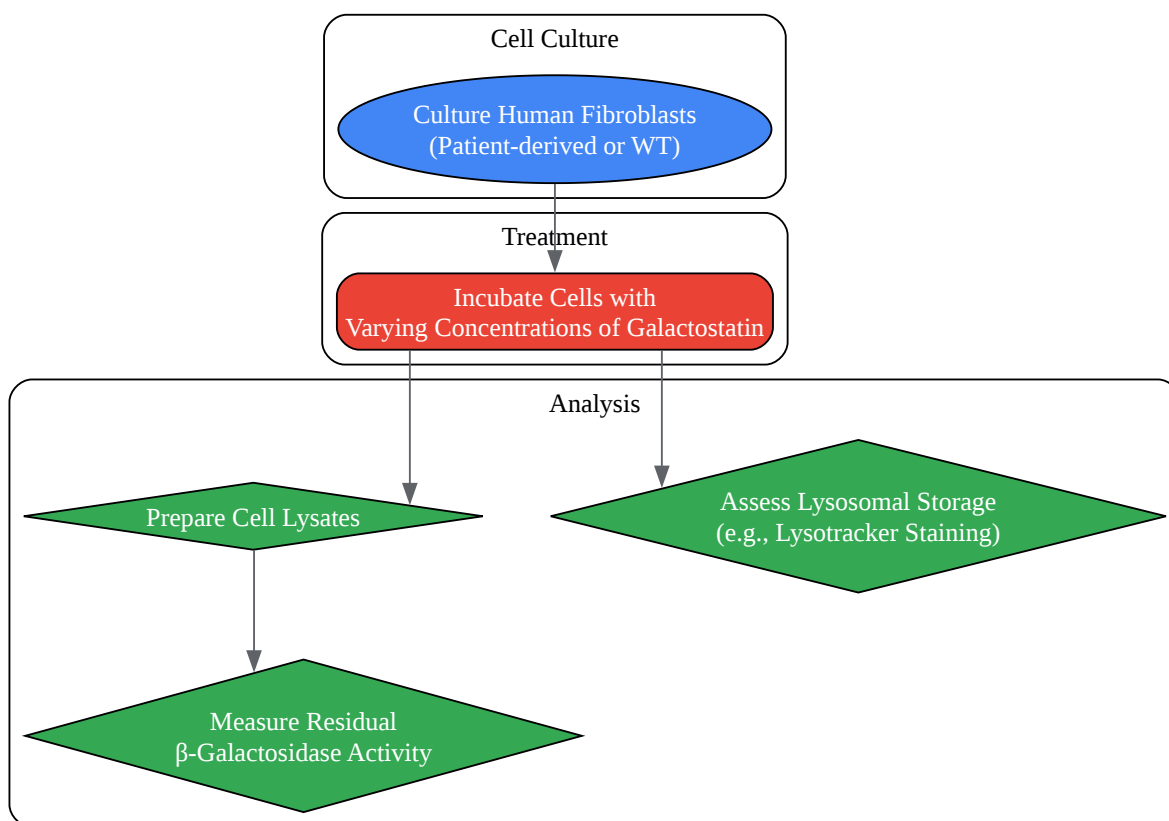 Cell Culture
Culture Human Fibroblasts
(Patient-derived or WT)
Treatment
Incubate Cells with
Varying Concentrations of Galactostatin
Analysis
Prepare Cell Lysates
Assess Lysosomal Storage
(e.g., Lysotracker Staining)
Measure Residual
β-Galactosidase Activity